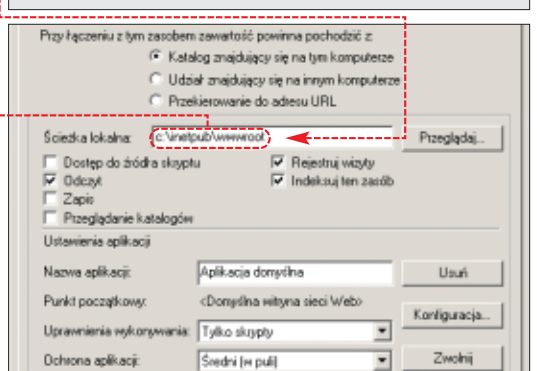 Przy łączeniu z tym zasobem zawartość powinna pochodzić z:
Katalog znajdujący się na tym komputerze
Udział znajdujący się na innym komputerze
Przekierowanie do adresu URL
Ścieżka lokalna: c:\inetpub\wwwroot Przeglądaj...
Dostęp do źródła skryptu Rejestruj wizyty
Odczyt Indeksuj ten zasób
Zapis
Przeglądanie katalogów
Ustawienia aplikacji
Nazwa aplikacji: Aplikacja domyślna Usuń
Punkt początkowy: <Domyślna witryna sieci Web>
Konfiguracja...
Uprawnienia wykonywania: Tylko skrypty
Ochrona aplikacji: Średni (w puli) Zwolnij